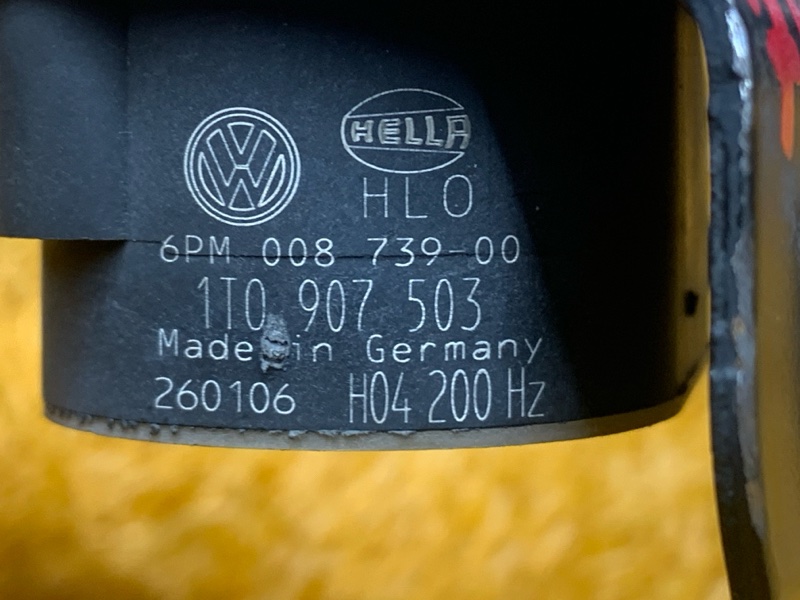 HELLA
HLO
6PM 008 739-00
1T0 907 503
Made in Germany
260106 H04 200 Hz